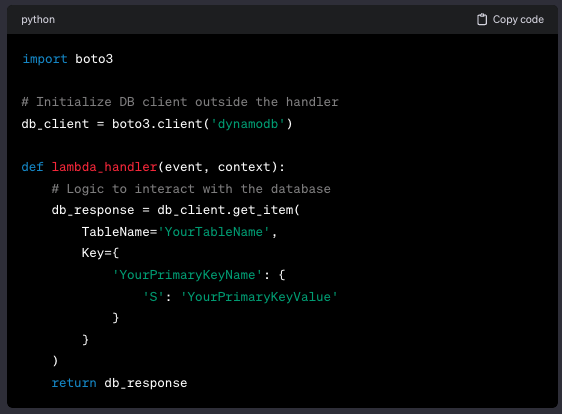 python
Copy code
import boto3
# Initialize DB client outside the handler
db_client = boto3.client('dynamodb')
def lambda_handler(event, context):
    # Logic to interact with the database
    db_response = db_client.get_item(
        TableName='YourTableName',
        Key={
            'YourPrimaryKeyName': {
                'S': 'YourPrimaryKeyValue'
            }
        }
    )
    return db_response